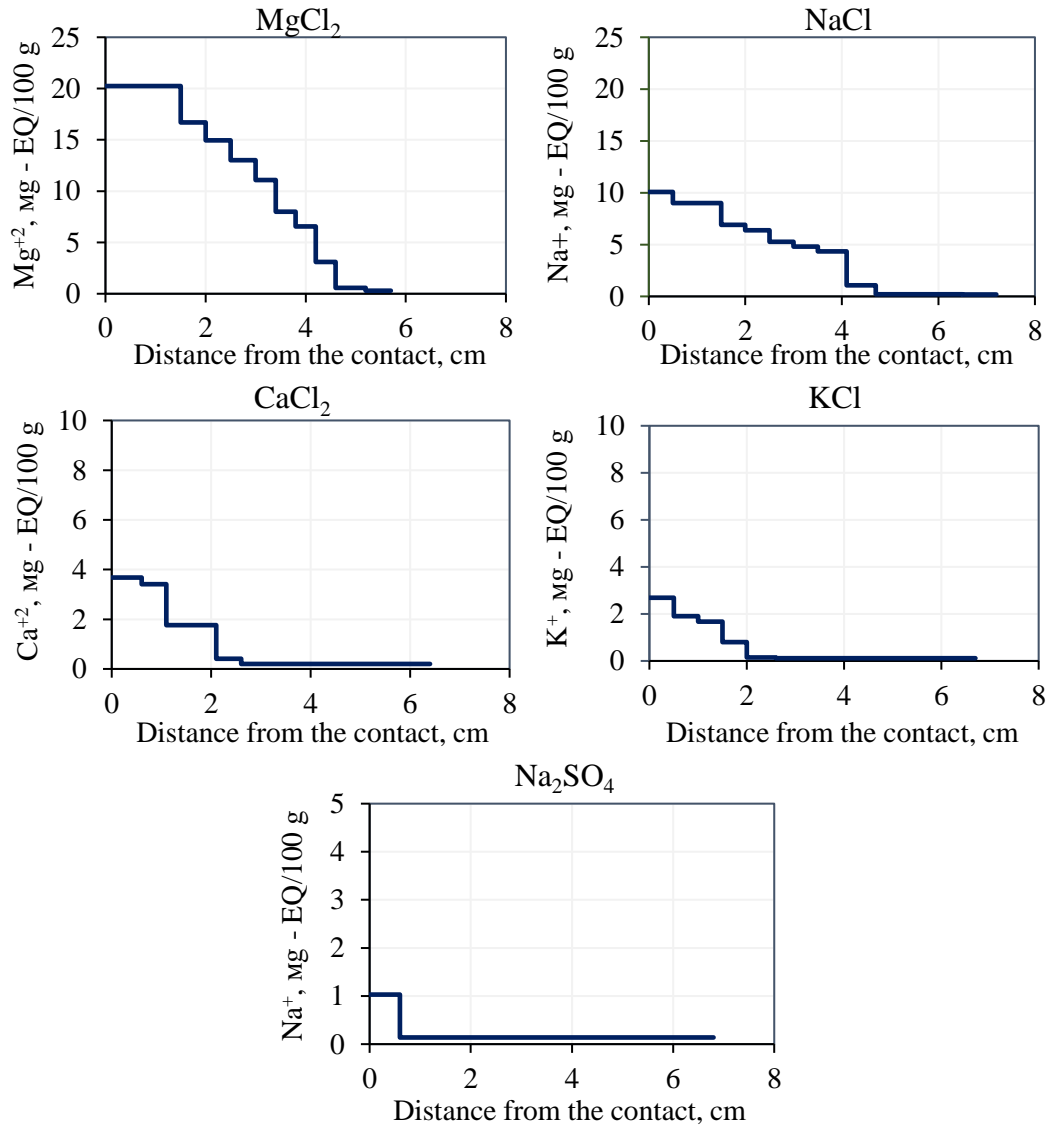 MgCl₂
Mg⁺², мg - EQ/100 g
25
20
15
10
5
0
0 2 4 6 8
Distance from the contact, cm
NaCl
Na+, мg - EQ/100 g
25
20
15
10
5
0
0 2 4 6 8
Distance from the contact, cm
CaCl₂
Ca⁺², мg - EQ/100 g
10
8
6
4
2
0
0 2 4 6 8
Distance from the contact, cm
KCl
K⁺, мg - EQ/100 g
10
8
6
4
2
0
0 2 4 6 8
Distance from the contact, cm
Na₂SO₄
Na⁺, мg - EQ/100 g
5
4
3
2
1
0
0 2 4 6 8
Distance from the contact, cm